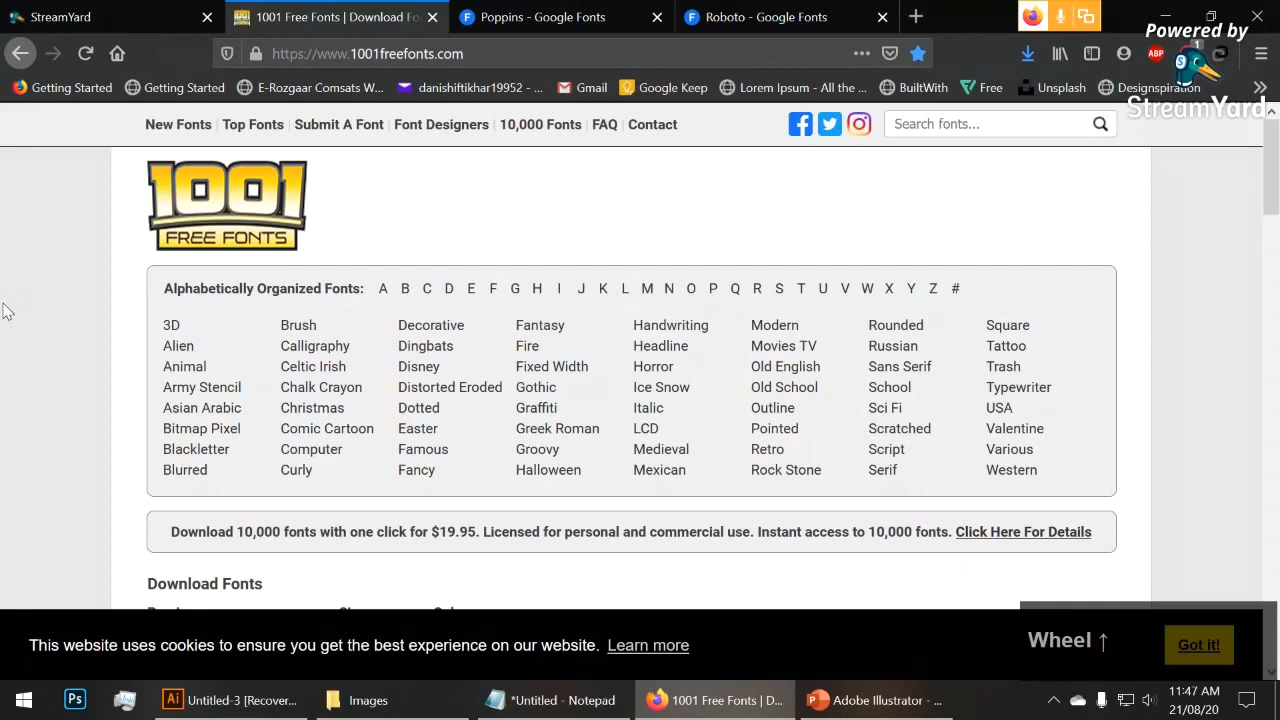 StreamYard
1001 Free Fonts | Download Fo
Poppins - Google Fonts
Roboto - Google Fonts
Powered by
StreamYard
https://www.1001freefonts.com
ABP
1
Getting Started
Getting Started
E-Rozgaar Comsats W...
danishiftikhar1992 - ...
Gmail
Google Keep
Lorem Ipsum - All the ...
BuiltWith
Free
Unsplash
Designspiration
New Fonts
Top Fonts
Submit A Font
Font Designers
10,000 Fonts
FAQ
Contact
Search fonts...
1001
FREE FONTS
Alphabetically Organized Fonts: A B C D E F G H I J K L M N O P Q R S T U V W X Y Z #
3D Brush Decorative Fantasy Handwriting Modern Rounded Square
Alien Calligraphy Dingbats Fire Headline Movies TV Russian Tattoo
Animal Celtic Irish Disney Fixed Width Horror Old English Sans Serif Trash
Army Stencil Chalk Crayon Distorted Eroded Gothic Ice Snow Old School School Typewriter
Asian Arabic Christmas Dotted Graffiti Italic Outline Sci Fi USA
Bitmap Pixel Comic Cartoon Easter Greek Roman LCD Pointed Scratched Valentine
Blackletter Computer Famous Groovy Medieval Retro Script Various
Blurred Curly Fancy Halloween Mexican Rock Stone Serif Western
Download 10,000 fonts with one click for $19.95. Licensed for personal and commercial use. Instant access to 10,000 fonts. Click Here For Details
Download Fonts
This website uses cookies to ensure you get the best experience on our website. Learn more
Wheel ↑
Got it!
Ps
Ai
Untitled-3 [Recover...
Images
*Untitled - Notepad
1001 Free Fonts | D...
Adobe Illustrator - ...
11:47 AM
21/08/20